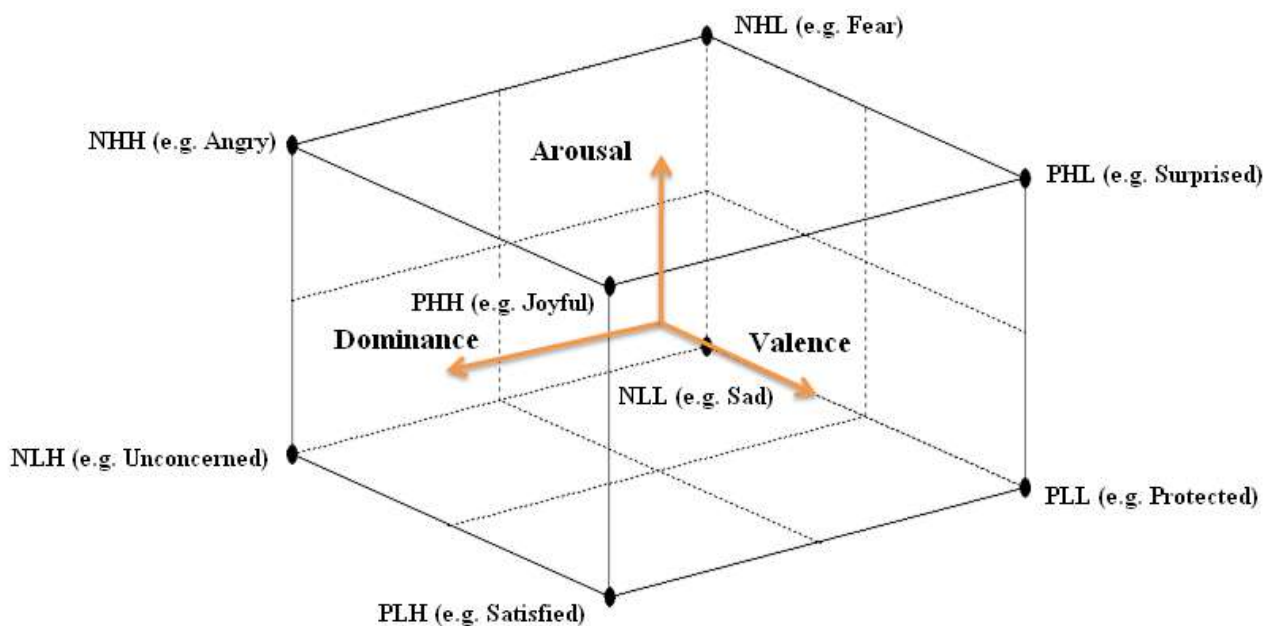 NHL (e.g. Fear)
NHH (e.g. Angry)
Arousal
PHL (e.g. Surprised)
PHH (e.g. Joyful)
Dominance
Valence
NLL (e.g. Sad)
NLH (e.g. Unconcerned)
PLL (e.g. Protected)
PLH (e.g. Satisfied)